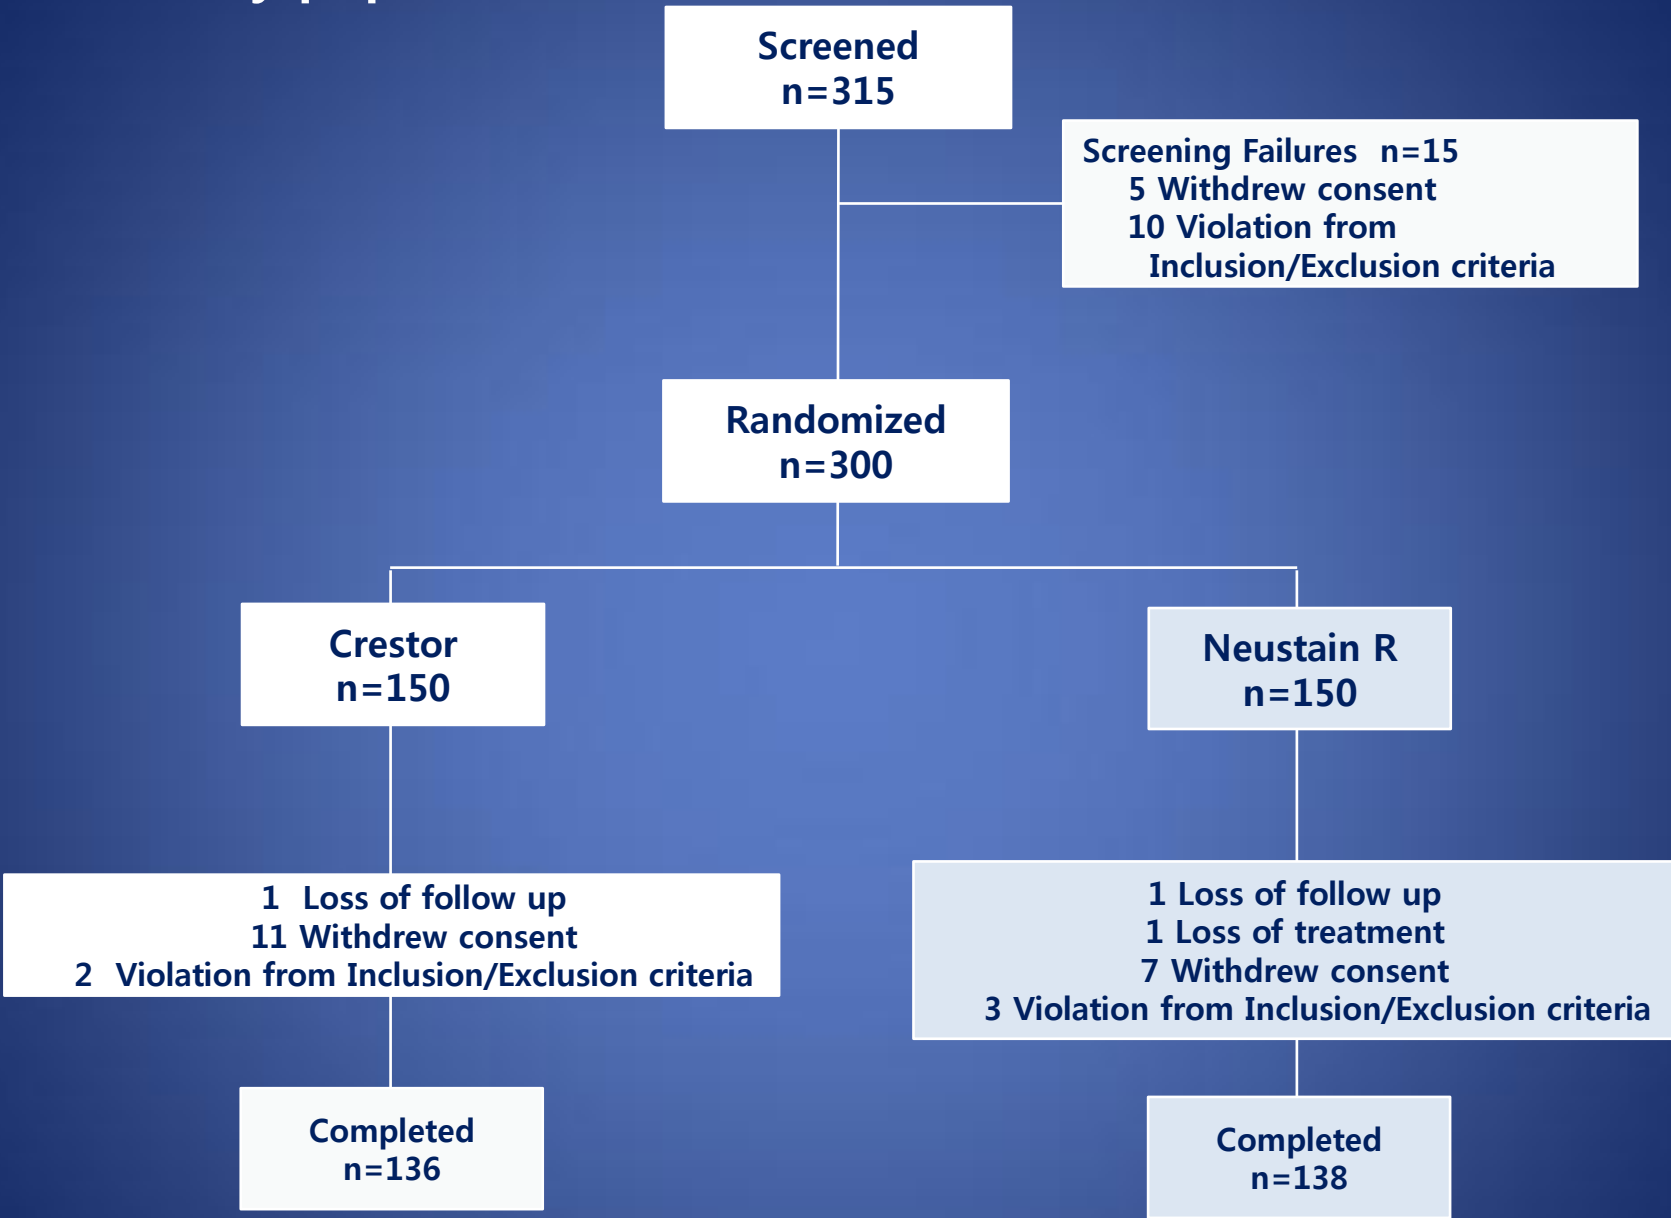 Screened
n=315
Screening Failures n=15
5 Withdrew consent
10 Violation from
Inclusion/Exclusion criteria
Randomized
n=300
Crestor
n=150
Neustain R
n=150
1 Loss of follow up
11 Withdrew consent
2 Violation from Inclusion/Exclusion criteria
1 Loss of follow up
1 Loss of treatment
7 Withdrew consent
3 Violation from Inclusion/Exclusion criteria
Completed
n=136
Completed
n=138